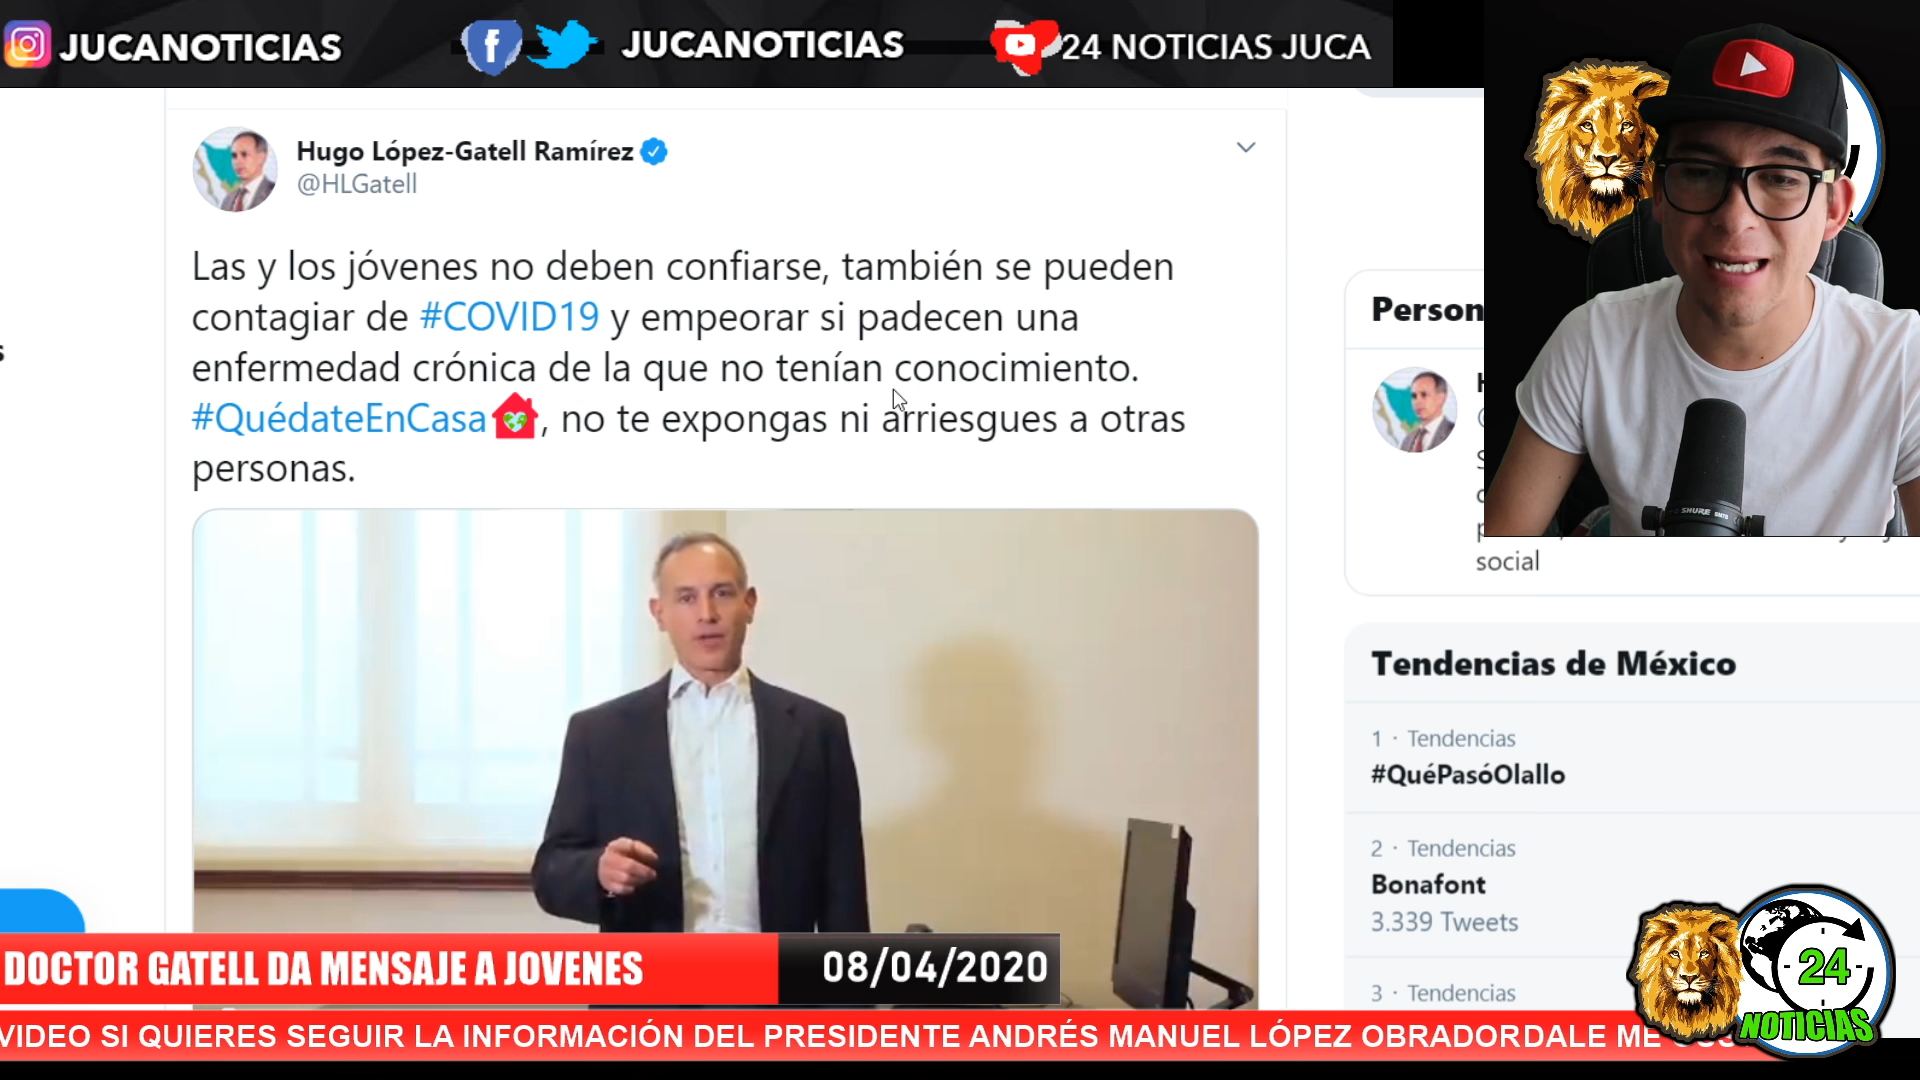 JUCANOTICIAS
JUCANOTICIAS
24 NOTICIAS JUCA
Hugo López-Gatell Ramírez
@HLGatell
Las y los jóvenes no deben confiarse, también se pueden
contagiar de #COVID19 y empeorar si padecen una
enfermedad crónica de la que no tenían conocimiento.
#QuédateEnCasa, no te expongas ni arriesgues a otras
personas.
Person
social
Tendencias de México
1 · Tendencias
#QuéPasóOlallo
2 · Tendencias
Bonafont
3.339 Tweets
3 · Tendencias
SHURE
DOCTOR GATELL DA MENSAJE A JOVENES
08/04/2020
24
NOTICIAS
VIDEO SI QUIERES SEGUIR LA INFORMACIÓN DEL PRESIDENTE ANDRÉS MANUEL LÓPEZ OBRADORDALE ME